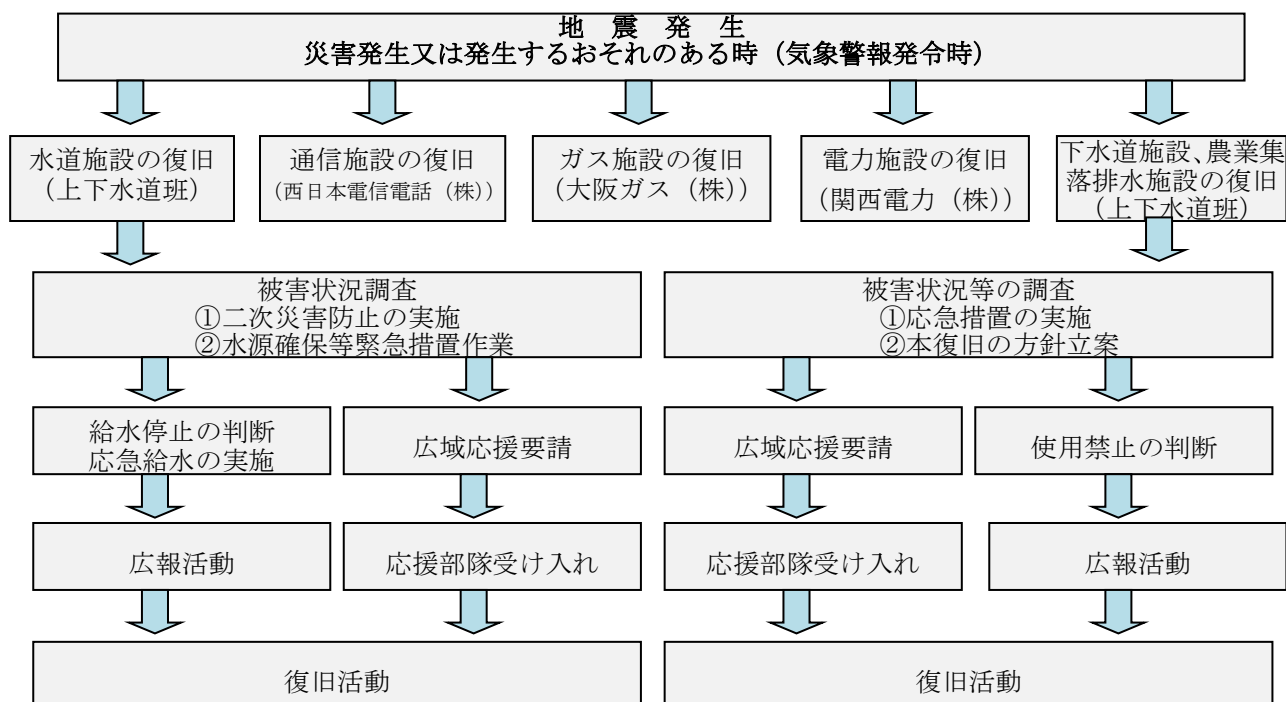 地　震　発　生
災害発生又は発生するおそれのある時（気象警報発令時）
水道施設の復旧
（上下水道班）
通信施設の復旧
（西日本電信電話（株））
ガス施設の復旧
（大阪ガス（株））
電力施設の復旧
（関西電力（株））
下水道施設、農業集
落排水施設の復旧
（上下水道班）
被害状況調査
①二次災害防止の実施
②水源確保等緊急措置作業
被害状況等の調査
①応急措置の実施
②本復旧の方針立案
給水停止の判断
応急給水の実施
広域応援要請
広域応援要請
使用禁止の判断
広報活動
応援部隊受け入れ
応援部隊受け入れ
広報活動
復旧活動
復旧活動